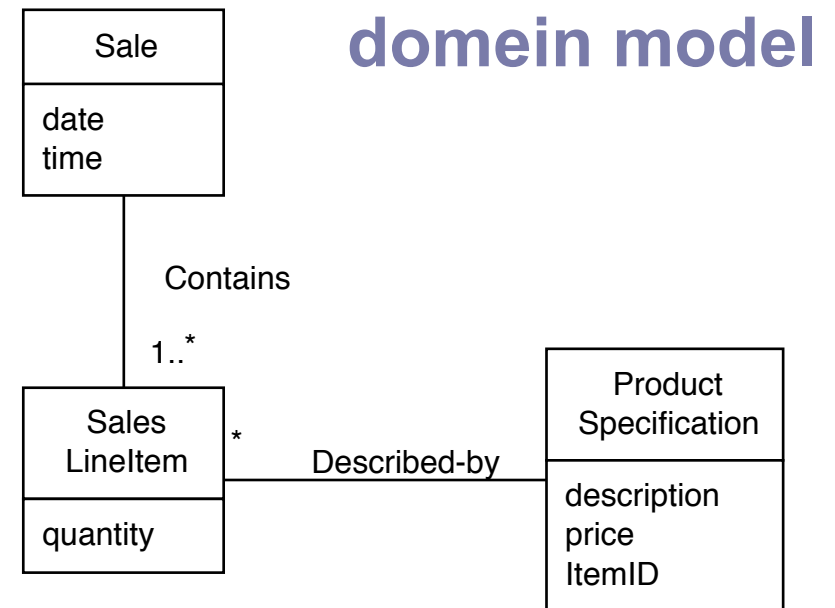 domein model
Sale
date
time
Contains
1..*
Sales
LineItem
quantity
*
Described-by
Product
Specification
description
price
ItemID